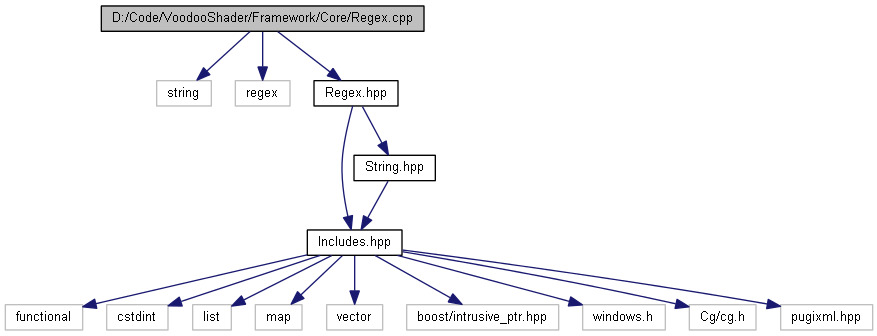 D:/Code/VoodooShader/Framework/Core/Regex.cpp
string
regex
Regex.hpp
String.hpp
Includes.hpp
functional
cstdint
list
map
vector
boost/intrusive_ptr.hpp
windows.h
Cg/cg.h
pugixml.hpp